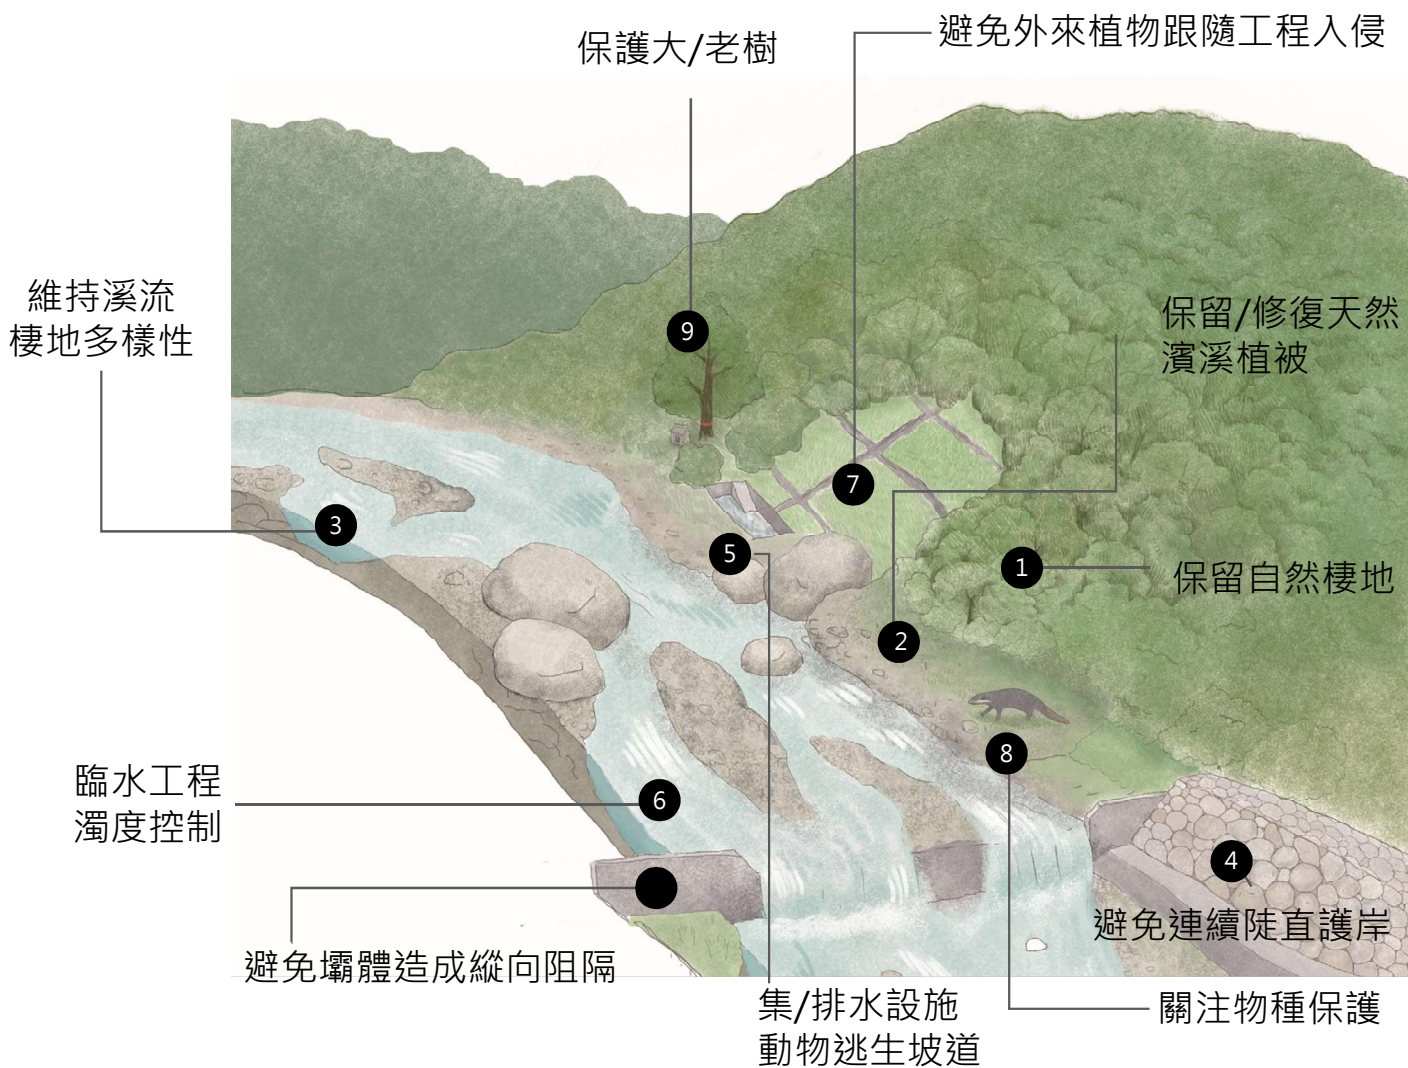 保護大/老樹
避免外來植物跟隨工程入侵
維持溪流
棲地多樣性
保留/修復天然
濱溪植被
9
7
3
5
1
保留自然棲地
2
8
臨水工程
濁度控制
6
4
避免連續陡直護岸
避免壩體造成縱向阻隔
集/排水設施
動物逃生坡道
關注物種保護